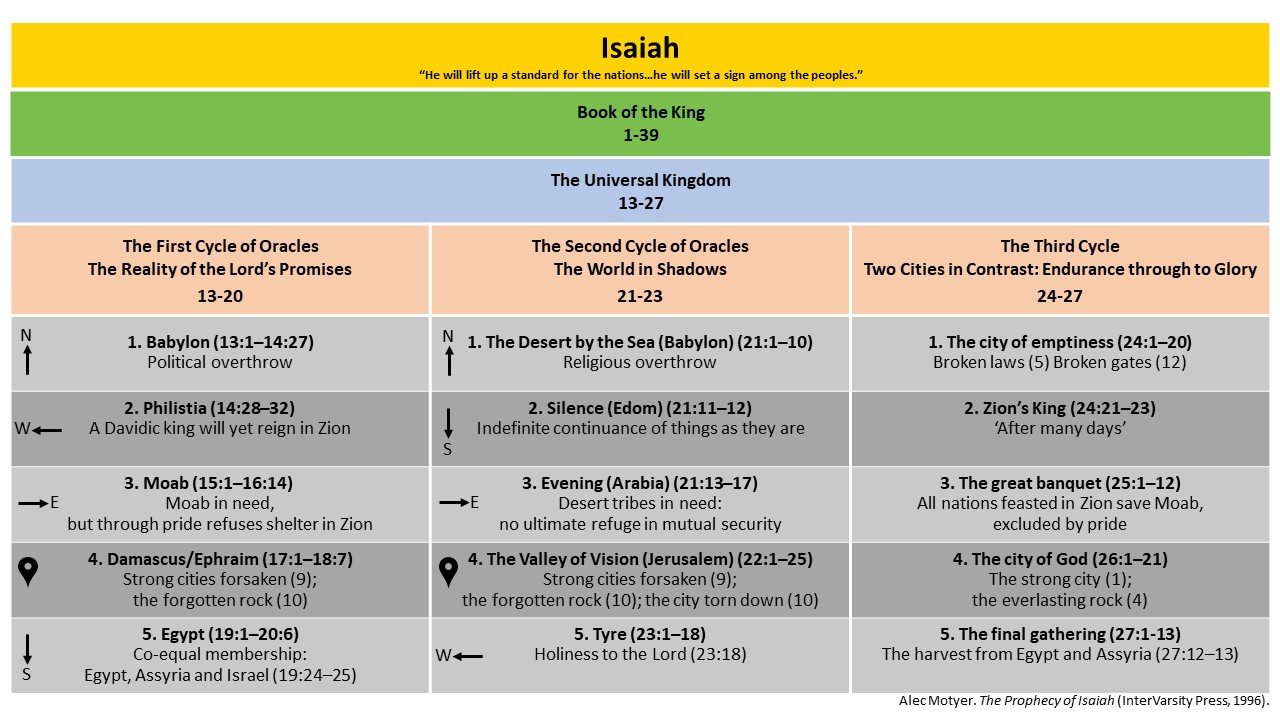 Isaiah
“He will lift up a standard for the nations…he will set a sign among the peoples.”
Book of the King
1-39
The Universal Kingdom
13-27
The First Cycle of Oracles
The Reality of the Lord’s Promises
13-20
The Second Cycle of Oracles
The World in Shadows
21-23
The Third Cycle
Two Cities in Contrast: Endurance through to Glory
24-27
N
1. Babylon (13:1–14:27)
Political overthrow
N
1. The Desert by the Sea (Babylon) (21:1–10)
Religious overthrow
1. The city of emptiness (24:1–20)
Broken laws (5) Broken gates (12)
W
2. Philistia (14:28–32)
A Davidic king will yet reign in Zion
S
2. Silence (Edom) (21:11–12)
Indefinite continuance of things as they are
2. Zion’s King (24:21–23)
‘After many days’
E
3. Moab (15:1–16:14)
Moab in need,
but through pride refuses shelter in Zion
E
3. Evening (Arabia) (21:13–17)
Desert tribes in need:
no ultimate refuge in mutual security
3. The great banquet (25:1–12)
All nations feasted in Zion save Moab,
excluded by pride
4. Damascus/Ephraim (17:1–18:7)
Strong cities forsaken (9);
the forgotten rock (10)
4. The Valley of Vision (Jerusalem) (22:1–25)
Strong cities forsaken (9);
the forgotten rock (10); the city torn down (10)
4. The city of God (26:1–21)
The strong city (1);
the everlasting rock (4)
S
5. Egypt (19:1–20:6)
Co-equal membership:
Egypt, Assyria and Israel (19:24–25)
W
5. Tyre (23:1–18)
Holiness to the Lord (23:18)
5. The final gathering (27:1-13)
The harvest from Egypt and Assyria (27:12–13)
Alec Motyer. The Prophecy of Isaiah (InterVarsity Press, 1996).